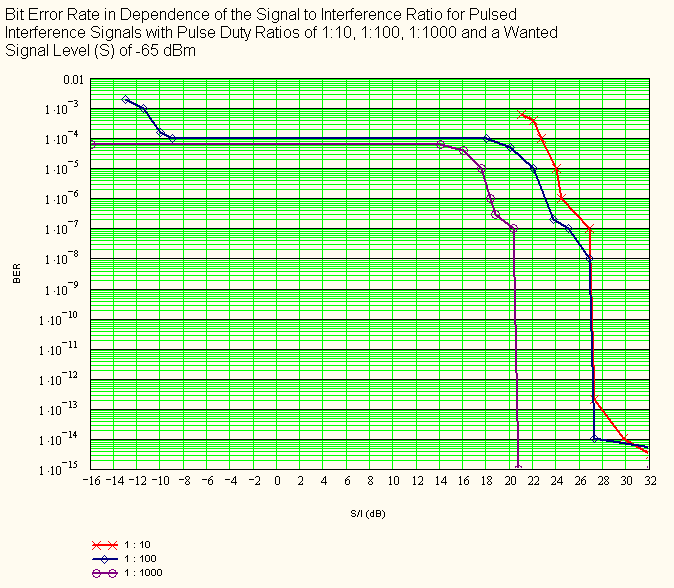 Bit Error Rate in Dependence of the Signal to Interference Ratio for Pulsed
Interference Signals with Pulse Duty Ratios of 1:10, 1:100, 1:1000 and a Wanted
Signal Level (S) of -65 dBm
0.01
1·10⁻³
1·10⁻⁴
1·10⁻⁵
1·10⁻⁶
1·10⁻⁷
1·10⁻⁸
1·10⁻⁹
1·10⁻¹⁰
1·10⁻¹¹
1·10⁻¹²
1·10⁻¹³
1·10⁻¹⁴
1·10⁻¹⁵
BER
−16 −14 −12 −10 −8 −6 −4 −2 0 2 4 6 8 10 12 14 16 18 20 22 24 26 28 30 32
S/I (dB)
1 : 10
1 : 100
1 : 1000